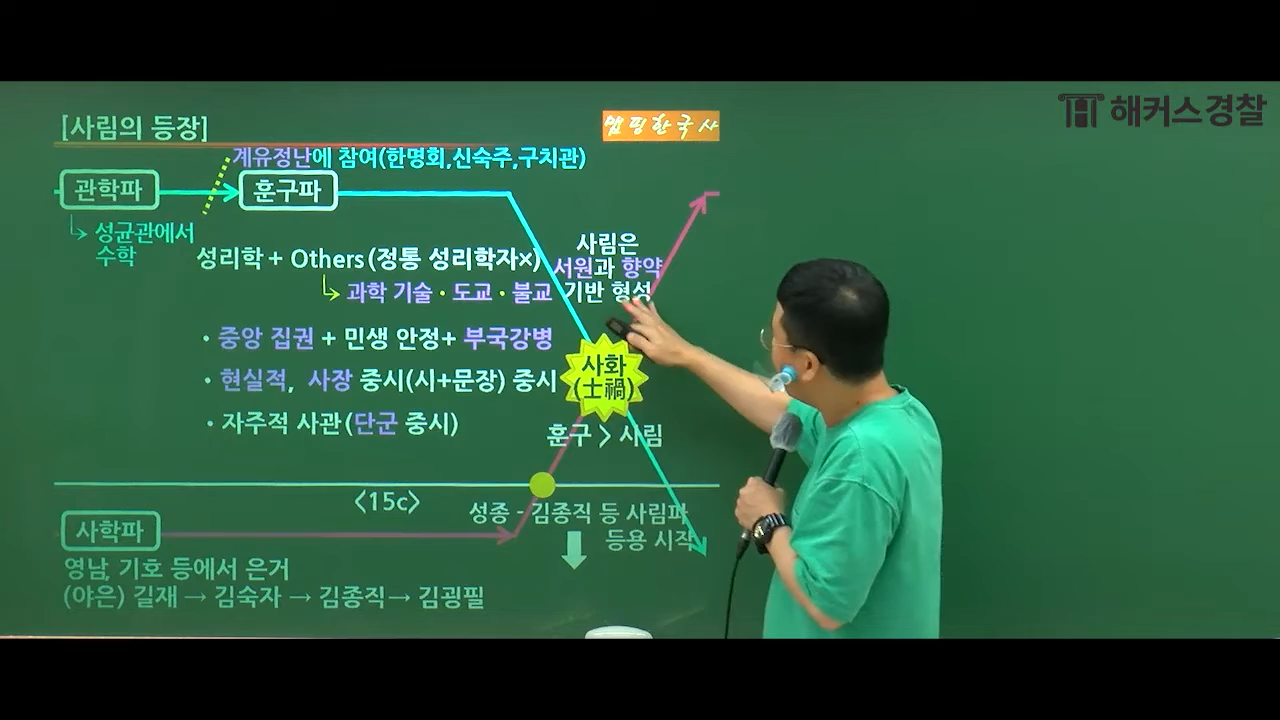 해커스경찰
[사림의 등장]
맵핑한국사
계유정난에 참여(한명회,신숙주,구치관)
관학파
훈구파
성균관에서
수학
성리학 + Others (정통 성리학자×)
과학 기술 · 도교 · 불교
사림은
서원과 향약
기반 형성
· 중앙 집권 + 민생 안정+ 부국강병
· 현실적, 사장 중시(시+문장) 중시
· 자주적 사관 (단군 중시)
사화
(士禍)
훈구 > 사림
<15c>
성종 - 김종직 등 사림파
등용 시작
사학파
영남, 기호 등에서 은거
(야은) 길재 → 김숙자 → 김종직 → 김굉필